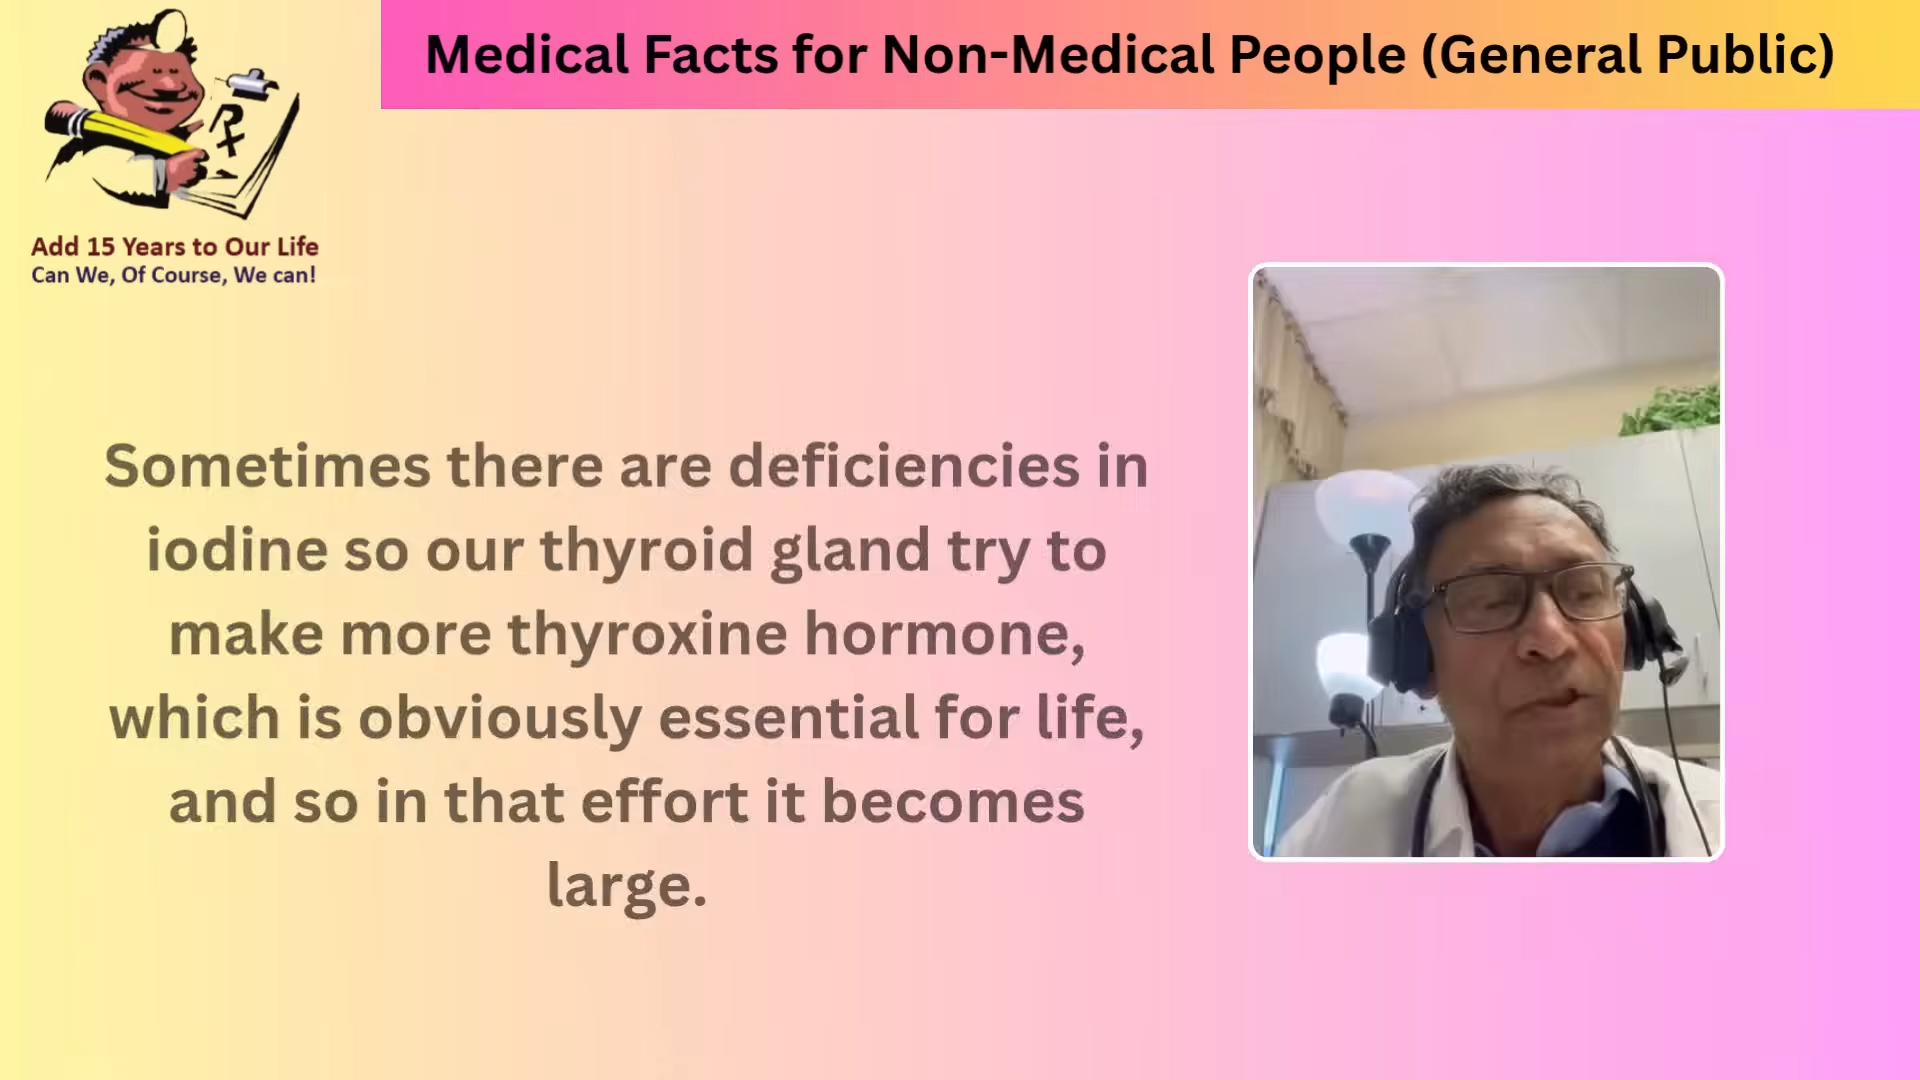 Medical Facts for Non-Medical People (General Public)
Add 15 Years to Our Life
Can We, Of Course, We can!
Sometimes there are deficiencies in
iodine so our thyroid gland try to
make more thyroxine hormone,
which is obviously essential for life,
and so in that effort it becomes
large.